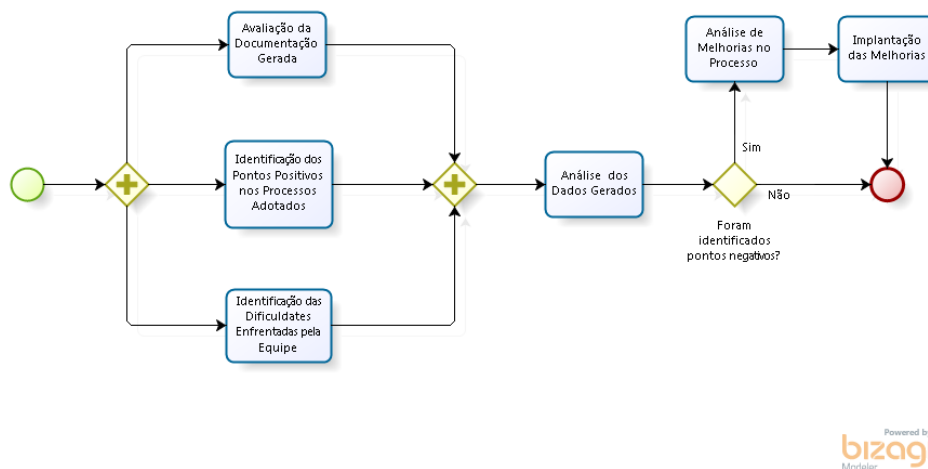 Avaliação da
Documentação
Gerada
Identificação dos
Pontos Positivos
nos Processos
Adotados
Identificação das
Dificuldates
Enfrentadas pela
Equipe
Análise dos
Dados Gerados
Foram
identificados
pontos negativos?
Sim
Não
Análise de
Melhorias no
Processo
Implantação
das Melhorias
Powered by
bizag
Modeler